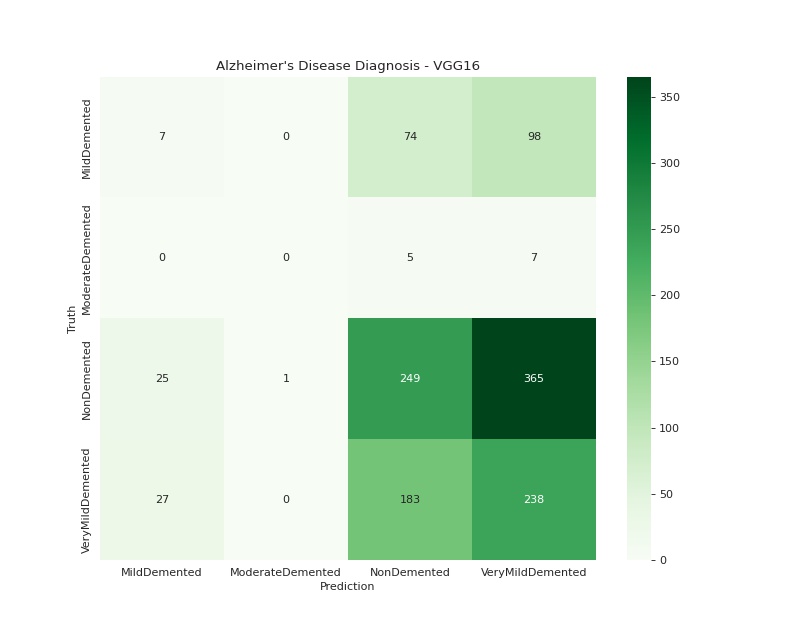 Alzheimer's Disease Diagnosis - VGG16
MildDemented
7 0 74 98
ModerateDemented
0 0 5 7
NonDemented
25 1 249 365
VeryMildDemented
27 0 183 238
Truth
MildDemented ModerateDemented NonDemented VeryMildDemented
Prediction
350
300
250
200
150
100
50
0